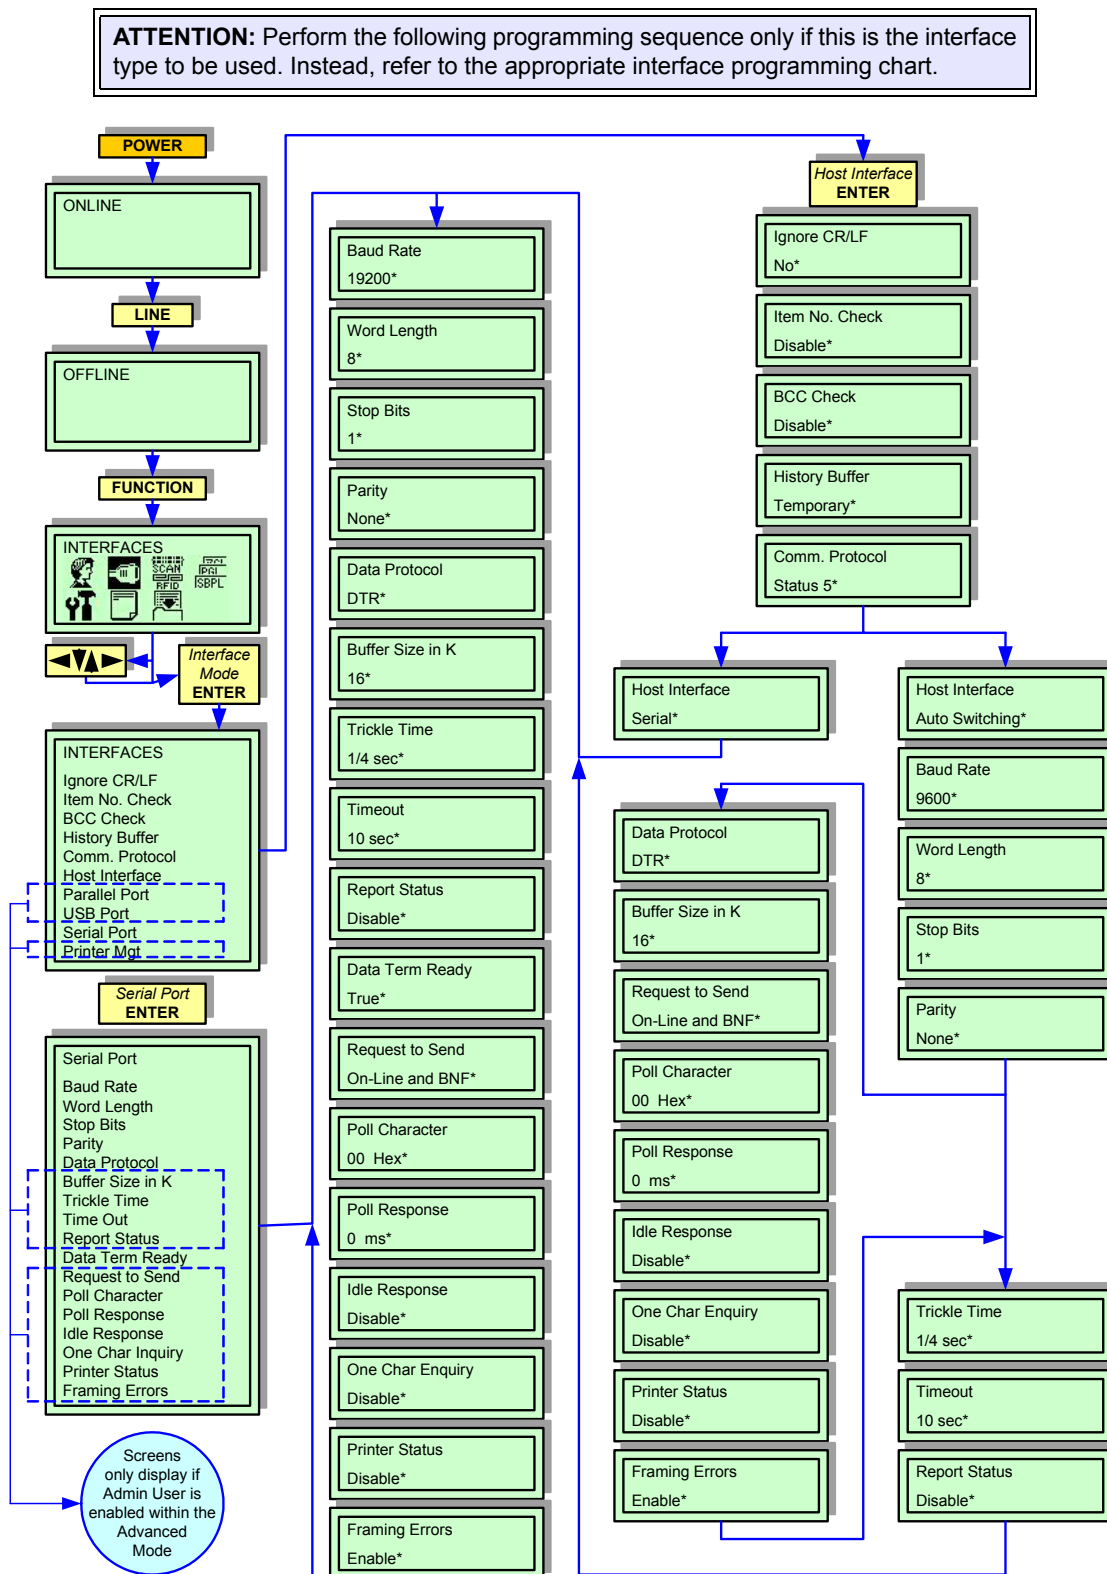 ATTENTION: Perform the following programming sequence only if this is the interface
type to be used. Instead, refer to the appropriate interface programming chart.
POWER
ONLINE
LINE
OFFLINE
FUNCTION
INTERFACES
SCAN
RFID
PGL
SBPL
Interface
Mode
ENTER
INTERFACES
Ignore CR/LF
Item No. Check
BCC Check
History Buffer
Comm. Protocol
Host Interface
Parallel Port
USB Port
Serial Port
Printer Mgt
Serial Port
ENTER
Serial Port
Baud Rate
Word Length
Stop Bits
Parity
Data Protocol
Buffer Size in K
Trickle Time
Time Out
Report Status
Data Term Ready
Request to Send
Poll Character
Poll Response
Idle Response
One Char Inquiry
Printer Status
Framing Errors
Screens
only display if
Admin User is
enabled within the
Advanced
Mode
Baud Rate
19200*
Word Length
8*
Stop Bits
1*
Parity
None*
Data Protocol
DTR*
Buffer Size in K
16*
Trickle Time
1/4 sec*
Timeout
10 sec*
Report Status
Disable*
Data Term Ready
True*
Request to Send
On-Line and BNF*
Poll Character
00 Hex*
Poll Response
0 ms*
Idle Response
Disable*
One Char Enquiry
Disable*
Printer Status
Disable*
Framing Errors
Enable*
Host Interface
ENTER
Ignore CR/LF
No*
Item No. Check
Disable*
BCC Check
Disable*
History Buffer
Temporary*
Comm. Protocol
Status 5*
Host Interface
Serial*
Data Protocol
DTR*
Buffer Size in K
16*
Request to Send
On-Line and BNF*
Poll Character
00 Hex*
Poll Response
0 ms*
Idle Response
Disable*
One Char Enquiry
Disable*
Printer Status
Disable*
Framing Errors
Enable*
Host Interface
Auto Switching*
Baud Rate
9600*
Word Length
8*
Stop Bits
1*
Parity
None*
Trickle Time
1/4 sec*
Timeout
10 sec*
Report Status
Disable*